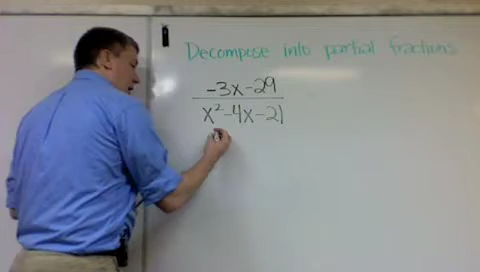 Decompose into partial fractions
-3x-29
x²-4x-21